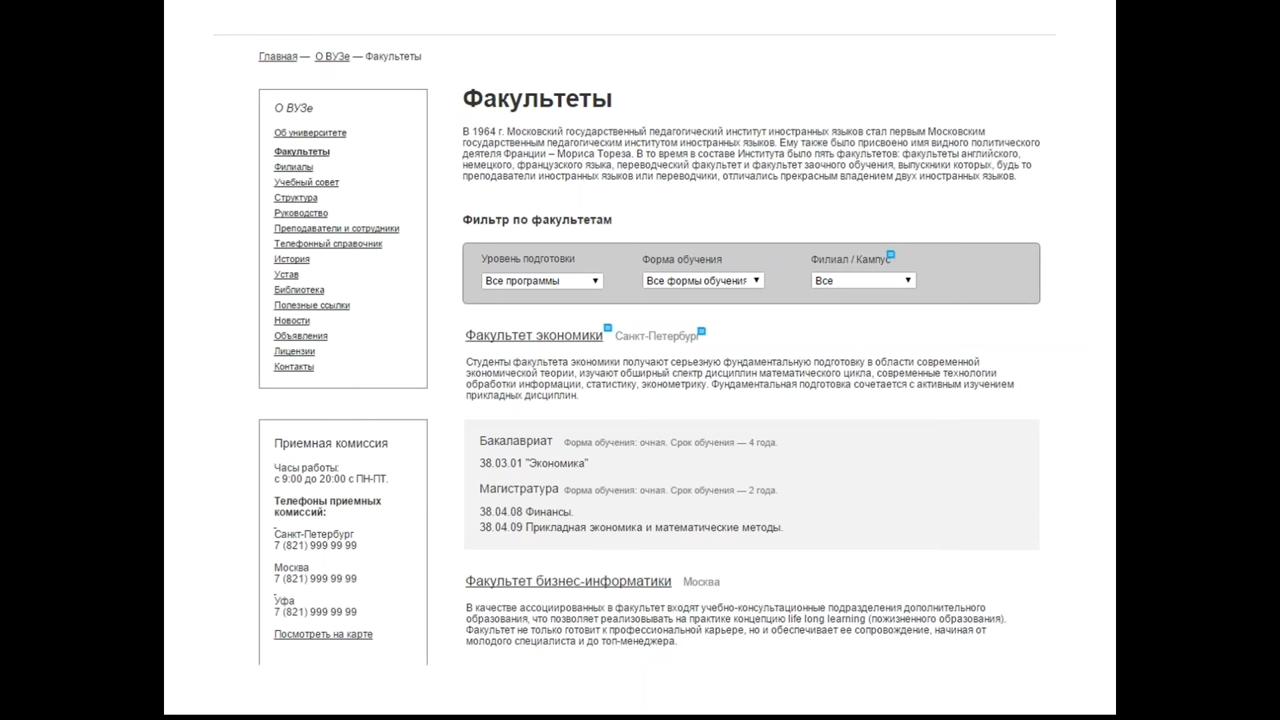 Главная — О ВУЗе — Факультеты
О ВУЗе
Об университете
Факультеты
Филиалы
Учебный совет
Структура
Руководство
Преподаватели и сотрудники
Телефонный справочник
История
Устав
Библиотека
Полезные ссылки
Новости
Объявления
Лицензии
Контакты
Приемная комиссия
Часы работы:
с 9:00 до 20:00 с ПН-ПТ.
Телефоны приемных
комиссий:
Санкт-Петербург
7 (821) 999 99 99
Москва
7 (821) 999 99 99
Уфа
7 (821) 999 99 99
Посмотреть на карте
Факультеты
В 1964 г. Московский государственный педагогический институт иностранных языков стал первым Московским
государственным педагогическим институтом иностранных языков. Ему также было присвоено имя видного политического
деятеля Франции – Мориса Тореза. В то время в составе Института было пять факультетов: факультеты английского,
немецкого, французского языка, переводческий факультет и факультет заочного обучения, выпускники которых, будь то
преподаватели иностранных языков или переводчики, отличались прекрасным владением двух иностранных языков.
Фильтр по факультетам
Уровень подготовки Форма обучения Филиал / Кампус
Все программы Все формы обучения Все
Факультет экономики Санкт-Петербург
Студенты факультета экономики получают серьезную фундаментальную подготовку в области современной
экономической теории, изучают обширный спектр дисциплин математического цикла, современные технологии
обработки информации, статистику, эконометрику. Фундаментальная подготовка сочетается с активным изучением
прикладных дисциплин.
Бакалавриат Форма обучения: очная. Срок обучения — 4 года.
38.03.01 "Экономика"
Магистратура Форма обучения: очная. Срок обучения — 2 года.
38.04.08 Финансы.
38.04.09 Прикладная экономика и математические методы.
Факультет бизнес-информатики Москва
В качестве ассоциированных в факультет входят учебно-консультационные подразделения дополнительного
образования, что позволяет реализовывать на практике концепцию life long learning (пожизненного образования).
Факультет не только готовит к профессиональной карьере, но и обеспечивает ее сопровождение, начиная от
молодого специалиста и до топ-менеджера.